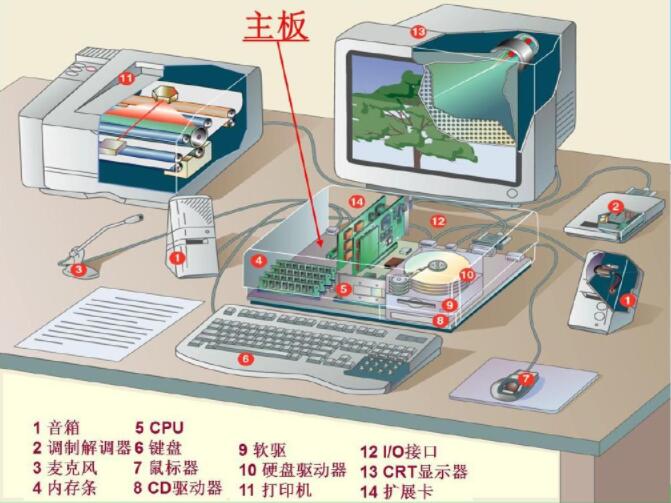 主板
13
11
14
2
12
1
3
4
10
5
9
1
8
6
7
1 音箱
2 调制解调器
3 麦克风
4 内存条
5 CPU
6 键盘
7 鼠标器
8 CD驱动器
9 软驱
10 硬盘驱动器
11 打印机
12 I/O接口
13 CRT显示器
14 扩展卡